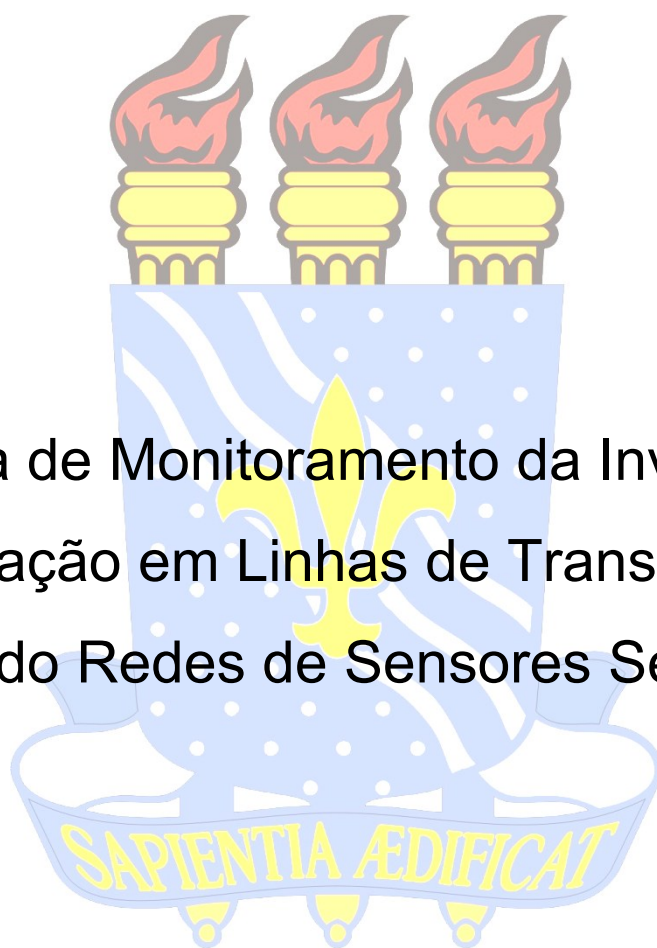 a de Monitoramento da Inv
ação em Linhas de Trans
do Redes de Sensores Se
SAPIENTIA ÆDIFICAT